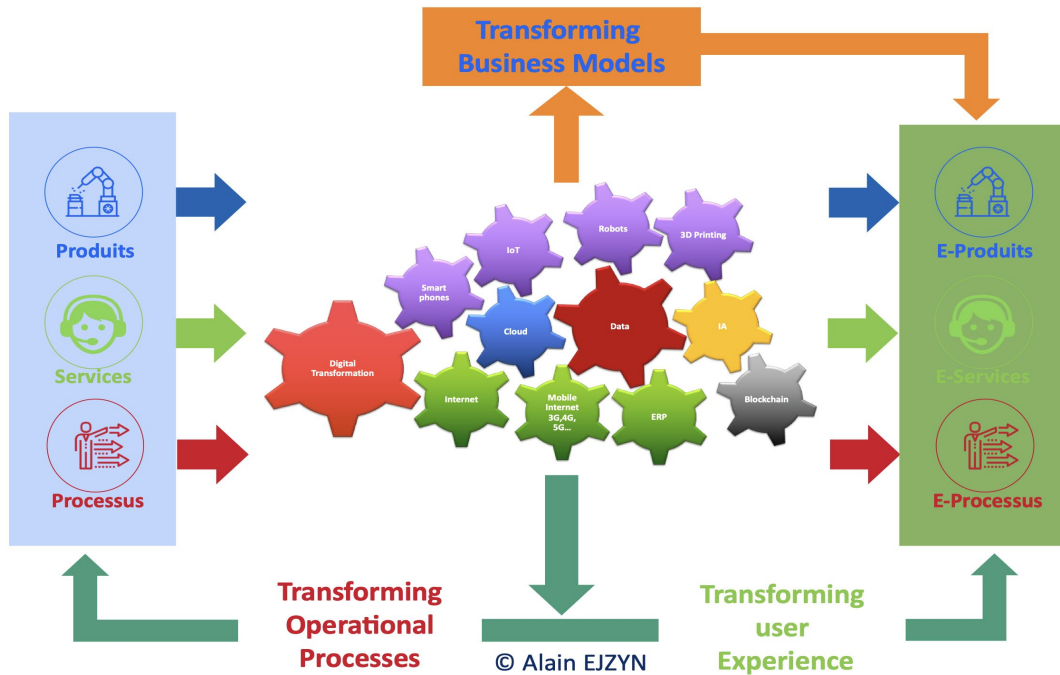 Transforming
Business Models
Produits
Services
Processus
Digital
Transformation
Smart
phones
IoT
Robots
3D Printing
Cloud
Data
IA
Internet
Mobile
Internet
3G,4G,
5G...
ERP
Blockchain
E-Produits
E-Services
E-Processus
Transforming
Operational
Processes
© Alain EJZYN
Transforming
user
Experience